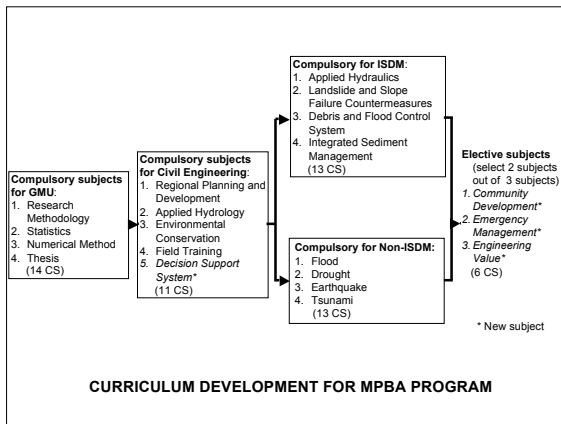 Compulsory subjects
for GMU:
1. Research
Methodology
2. Statistics
3. Numerical Method
4. Thesis
(14 CS)
Compulsory subjects
for Civil Engineering:
1. Regional Planning and
Development
2. Applied Hydrology
3. Environmental
Conservation
4. Field Training
5. Decision Support
System*
(11 CS)
Compulsory for ISDM:
1. Applied Hydraulics
2. Landslide and Slope
Failure Countermeasures
3. Debris and Flood Control
System
4. Integrated Sediment
Management
(13 CS)
Compulsory for Non-ISDM:
1. Flood
2. Drought
3. Earthquake
4. Tsunami
(13 CS)
Elective subjects
(select 2 subjects
out of 3 subjects)
1. Community
Development*
2. Emergency
Management*
3. Engineering
Value*
(6 CS)
* New subject
CURRICULUM DEVELOPMENT FOR MPBA PROGRAM